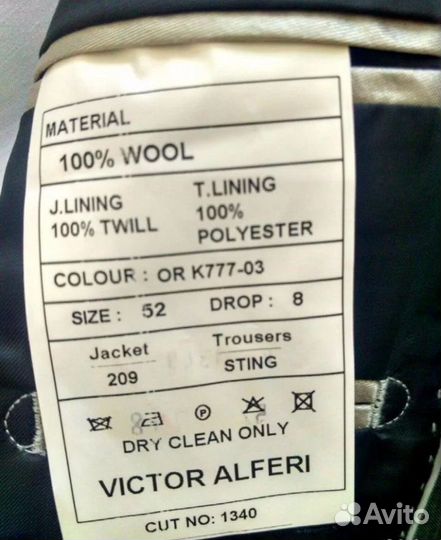 MATERIAL
100% WOOL
J.LINING
100% TWILL
T.LINING
100%
POLYESTER
COLOUR : OR K777-03
SIZE : 52 DROP : 8
Jacket Trousers
209 STING
DRY CLEAN ONLY
VICTOR ALFERI
CUT NO: 1340
Avito